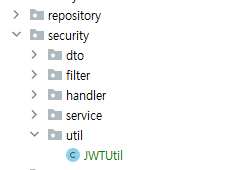 repository
security
dto
filter
handler
service
util
JWTUtil